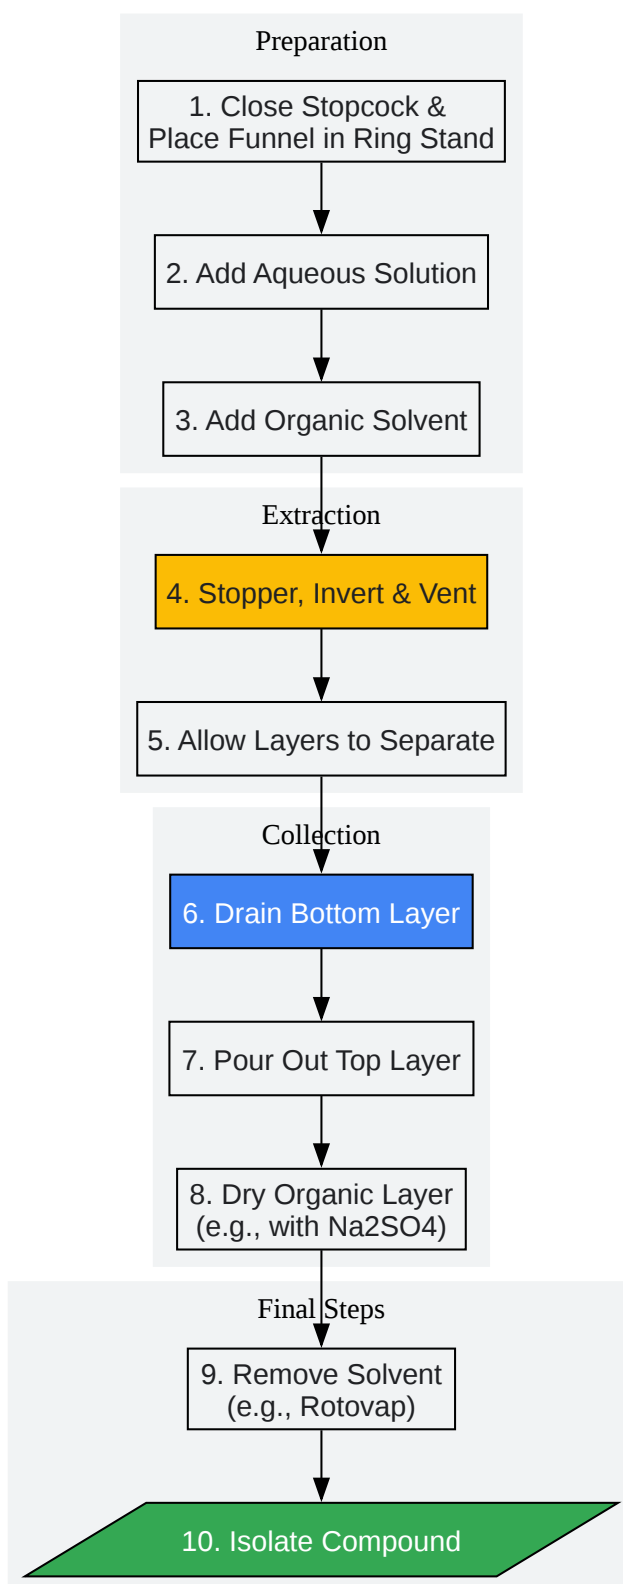 Preparation
1. Close Stopcock &
Place Funnel in Ring Stand
2. Add Aqueous Solution
3. Add Organic Solvent
Extraction
4. Stopper, Invert & Vent
5. Allow Layers to Separate
Collection
6. Drain Bottom Layer
7. Pour Out Top Layer
8. Dry Organic Layer
(e.g., with Na2SO4)
Final Steps
9. Remove Solvent
(e.g., Rotovap)
10. Isolate Compound